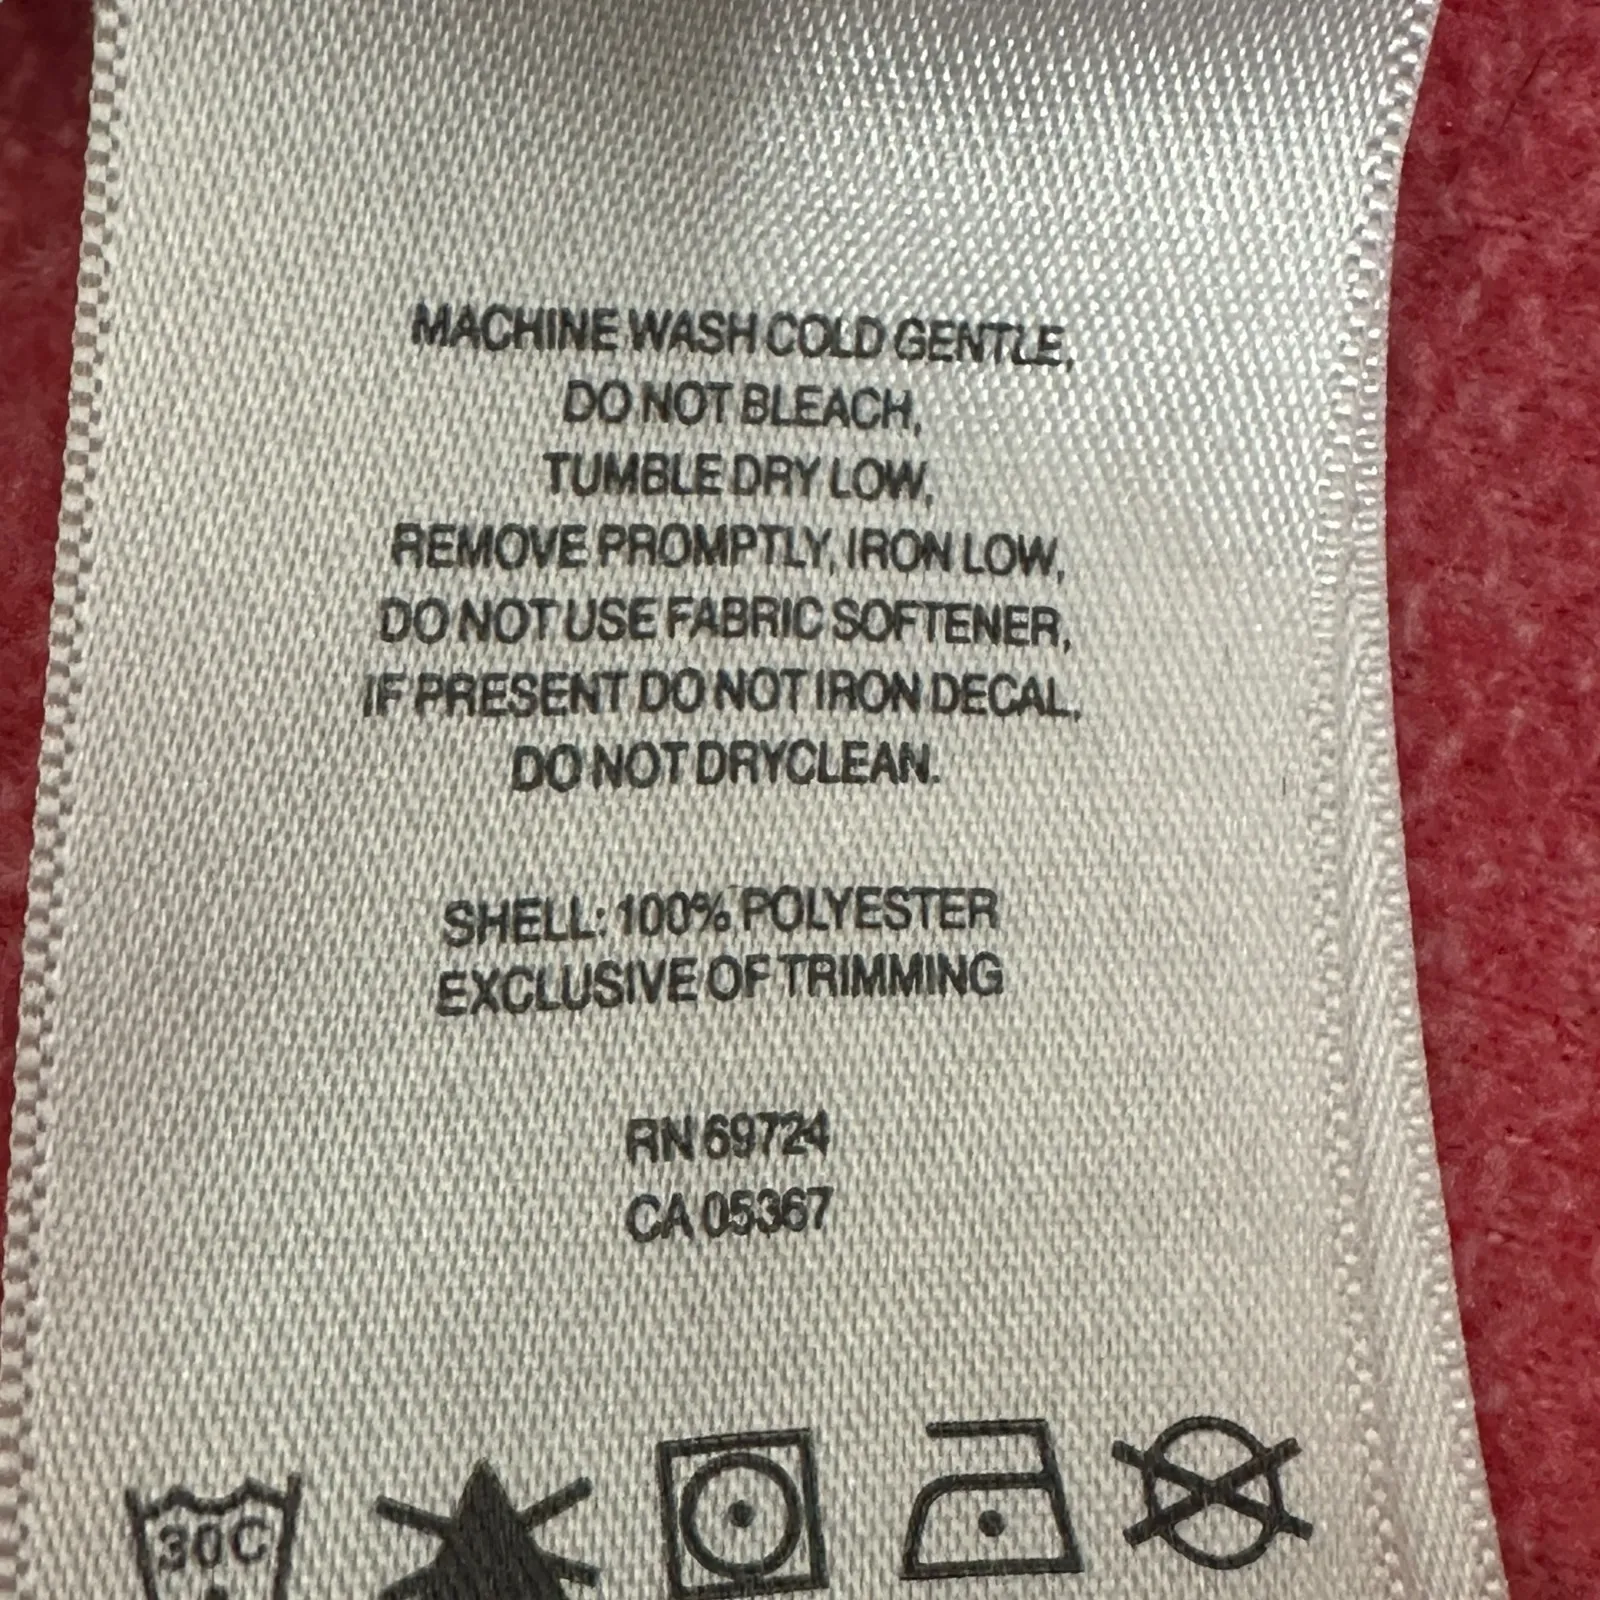 MACHINE WASH COLD GENTLE,
DO NOT BLEACH,
TUMBLE DRY LOW,
REMOVE PROMPTLY, IRON LOW,
DO NOT USE FABRIC SOFTENER,
IF PRESENT DO NOT IRON DECAL,
DO NOT DRYCLEAN.
SHELL: 100% POLYESTER
EXCLUSIVE OF TRIMMING
RN 69724
CA 05367
30C